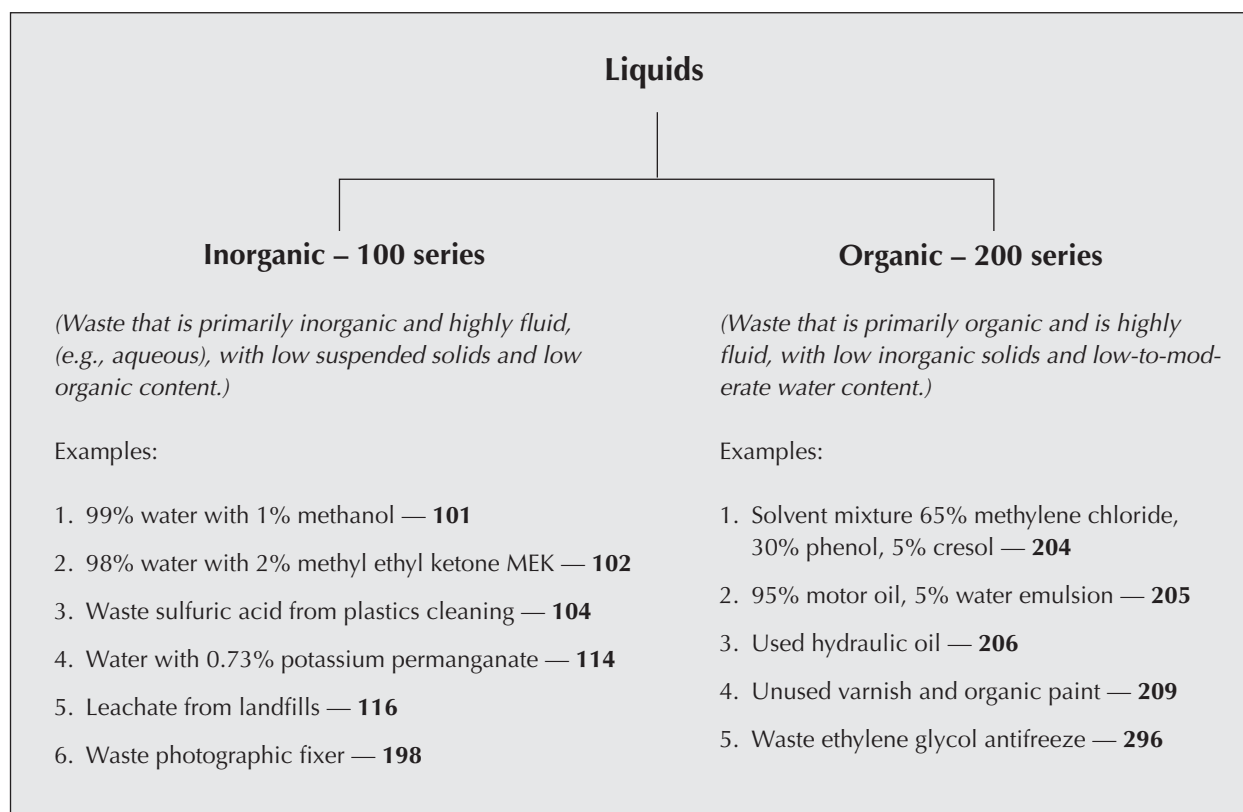 Liquids
Inorganic – 100 series
(Waste that is primarily inorganic and highly fluid,
(e.g., aqueous), with low suspended solids and low
organic content.)
Examples:
1. 99% water with 1% methanol — 101
2. 98% water with 2% methyl ethyl ketone MEK — 102
3. Waste sulfuric acid from plastics cleaning — 104
4. Water with 0.73% potassium permanganate — 114
5. Leachate from landfills — 116
6. Waste photographic fixer — 198
Organic – 200 series
(Waste that is primarily organic and is highly
fluid, with low inorganic solids and low-to-mod-
erate water content.)
Examples:
1. Solvent mixture 65% methylene chloride,
30% phenol, 5% cresol — 204
2. 95% motor oil, 5% water emulsion — 205
3. Used hydraulic oil — 206
4. Unused varnish and organic paint — 209
5. Waste ethylene glycol antifreeze — 296